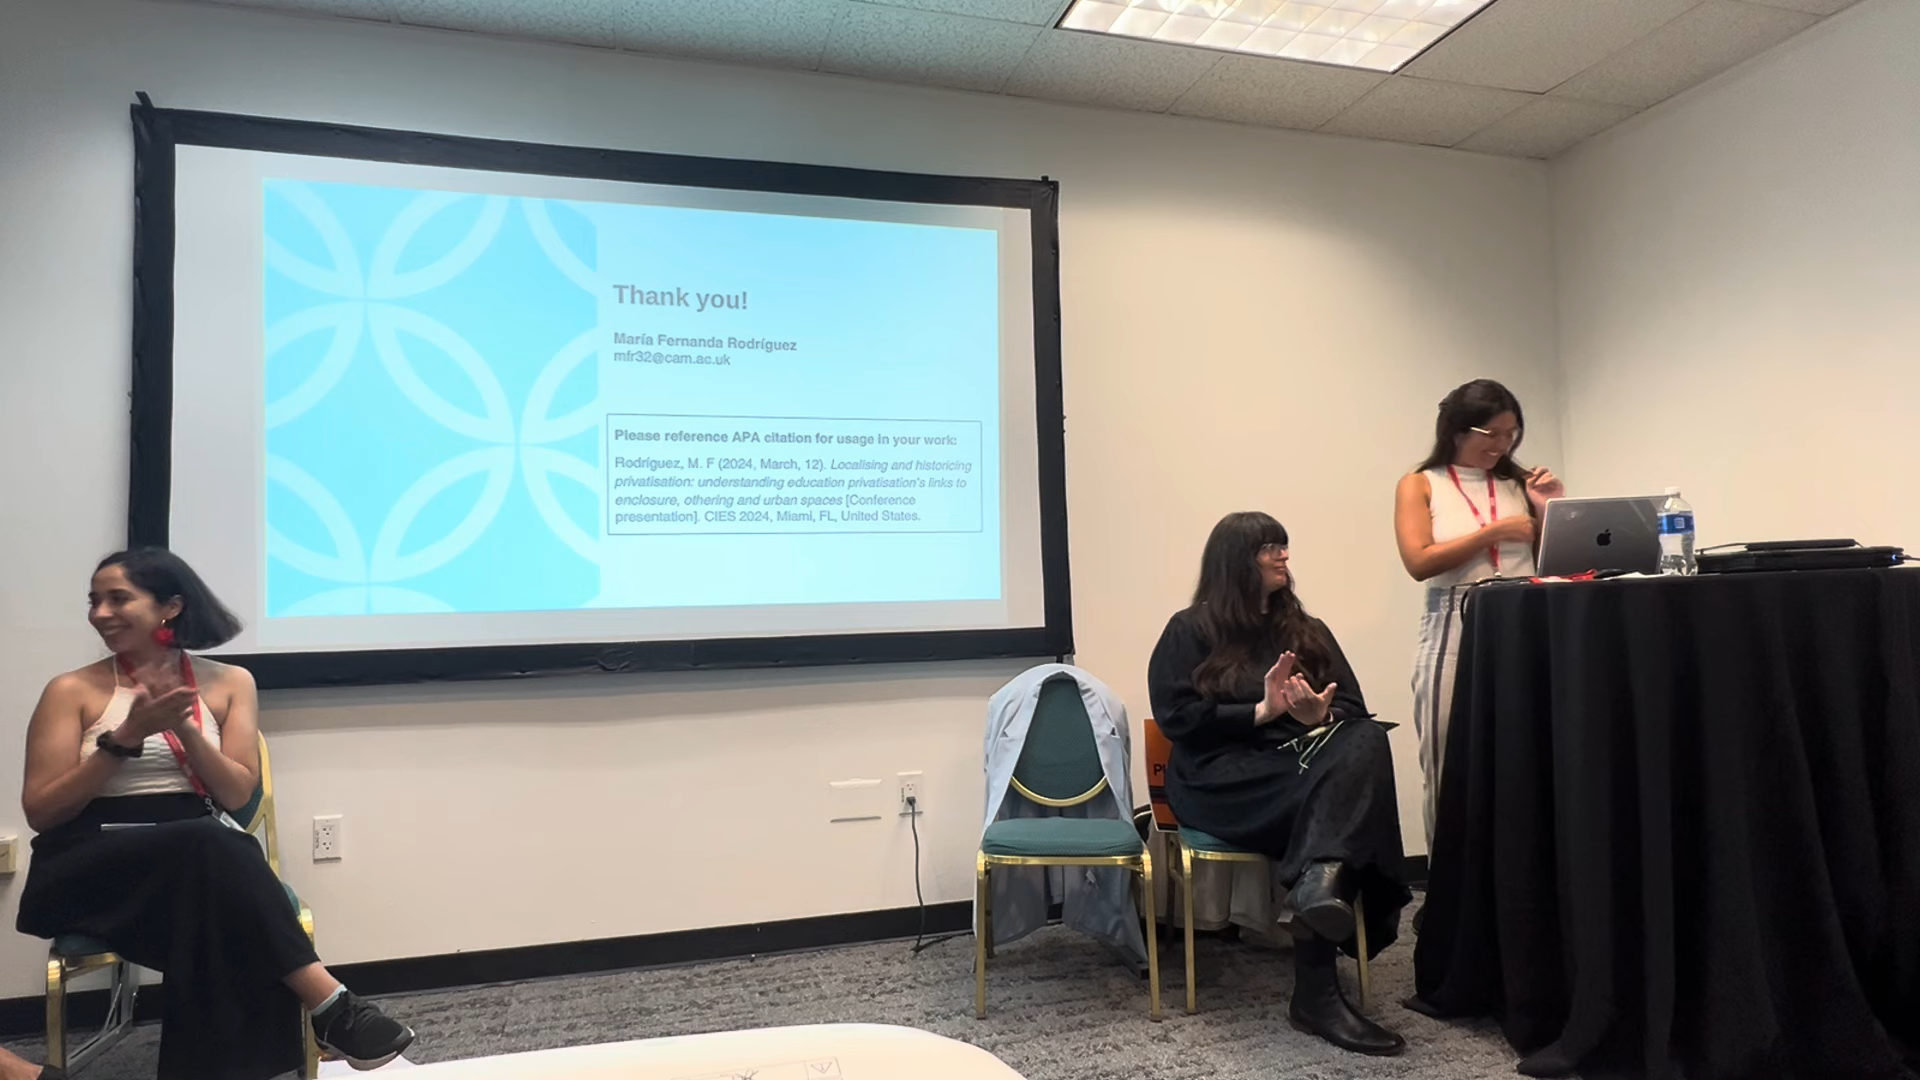 Thank you!
María Fernanda Rodríguez
mfr32@cam.ac.uk
Please reference APA citation for usage in your work:
Rodríguez, M. F (2024, March, 12). Localising and historicing
privatisation: understanding education privatisation's links to
enclosure, othering and urban spaces [Conference
presentation]. CIES 2024, Miami, FL, United States.